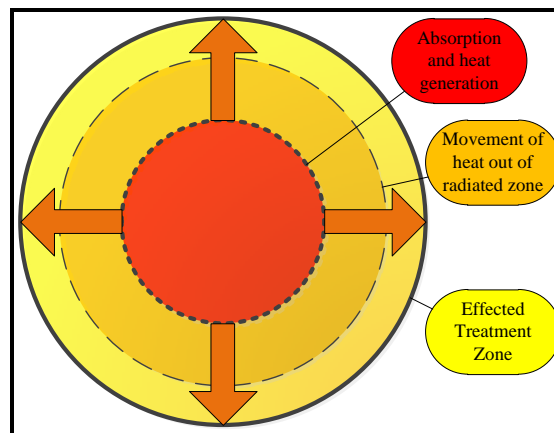 Absorption
and heat
generation
Movement of
heat out of
radiated zone
Effected
Treatment
Zone